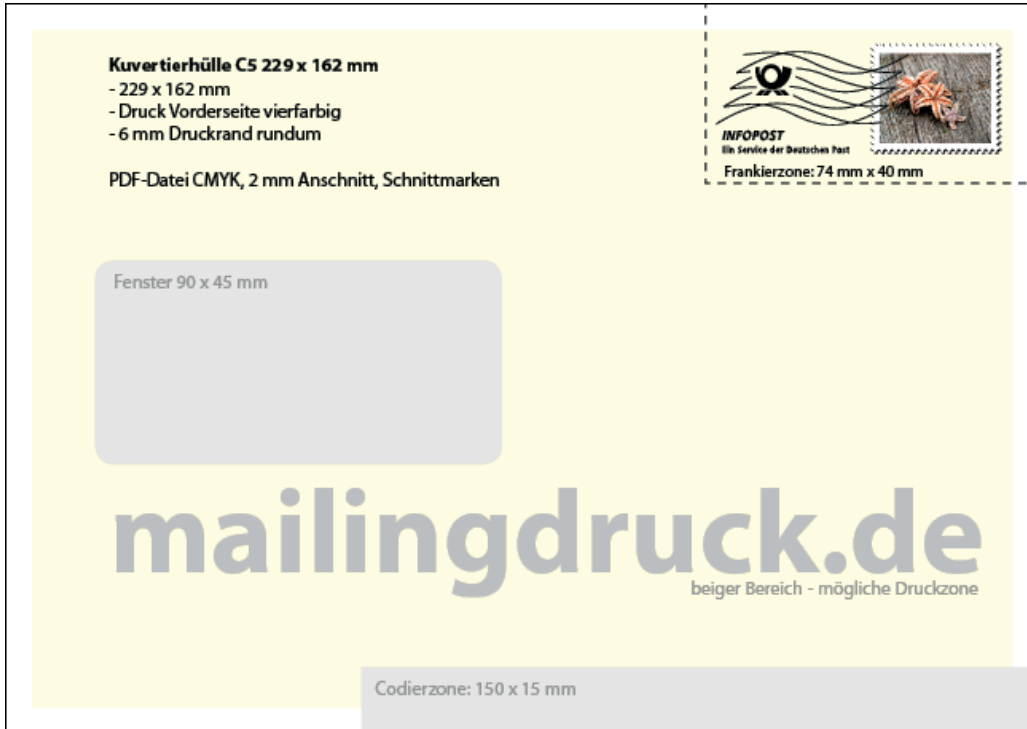 Kuvertierhülle C5 229 x 162 mm
- 229 x 162 mm
- Druck Vorderseite vierfarbig
- 6 mm Druckrand rundum
PDF-Datei CMYK, 2 mm Anschnitt, Schnittmarken
INFOPOST
Ein Service der Deutschen Post
Frankierzone: 74 mm x 40 mm
Fenster 90 x 45 mm
mailingdruck.de
beiger Bereich - mögliche Druckzone
Codierzone: 150 x 15 mm